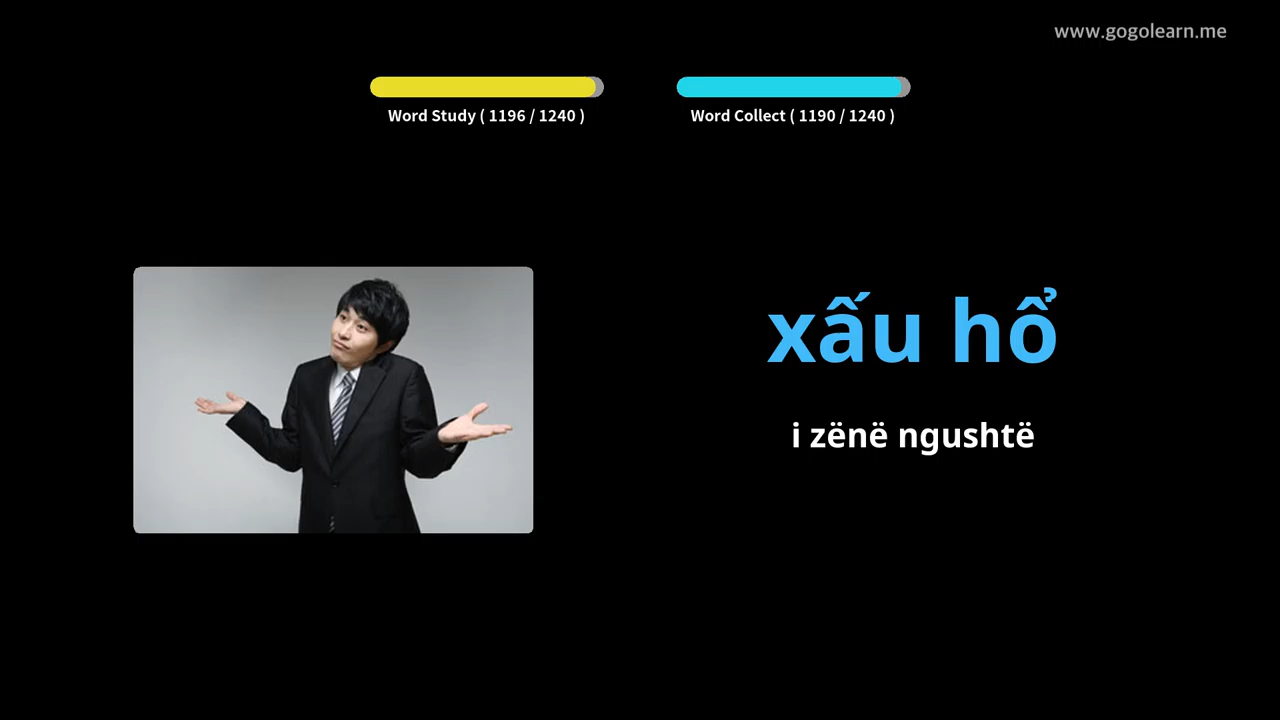 www.gogolearn.me
Word Study ( 1196 / 1240 )
Word Collect ( 1190 / 1240 )
xấu hổ
i zënë ngushtë